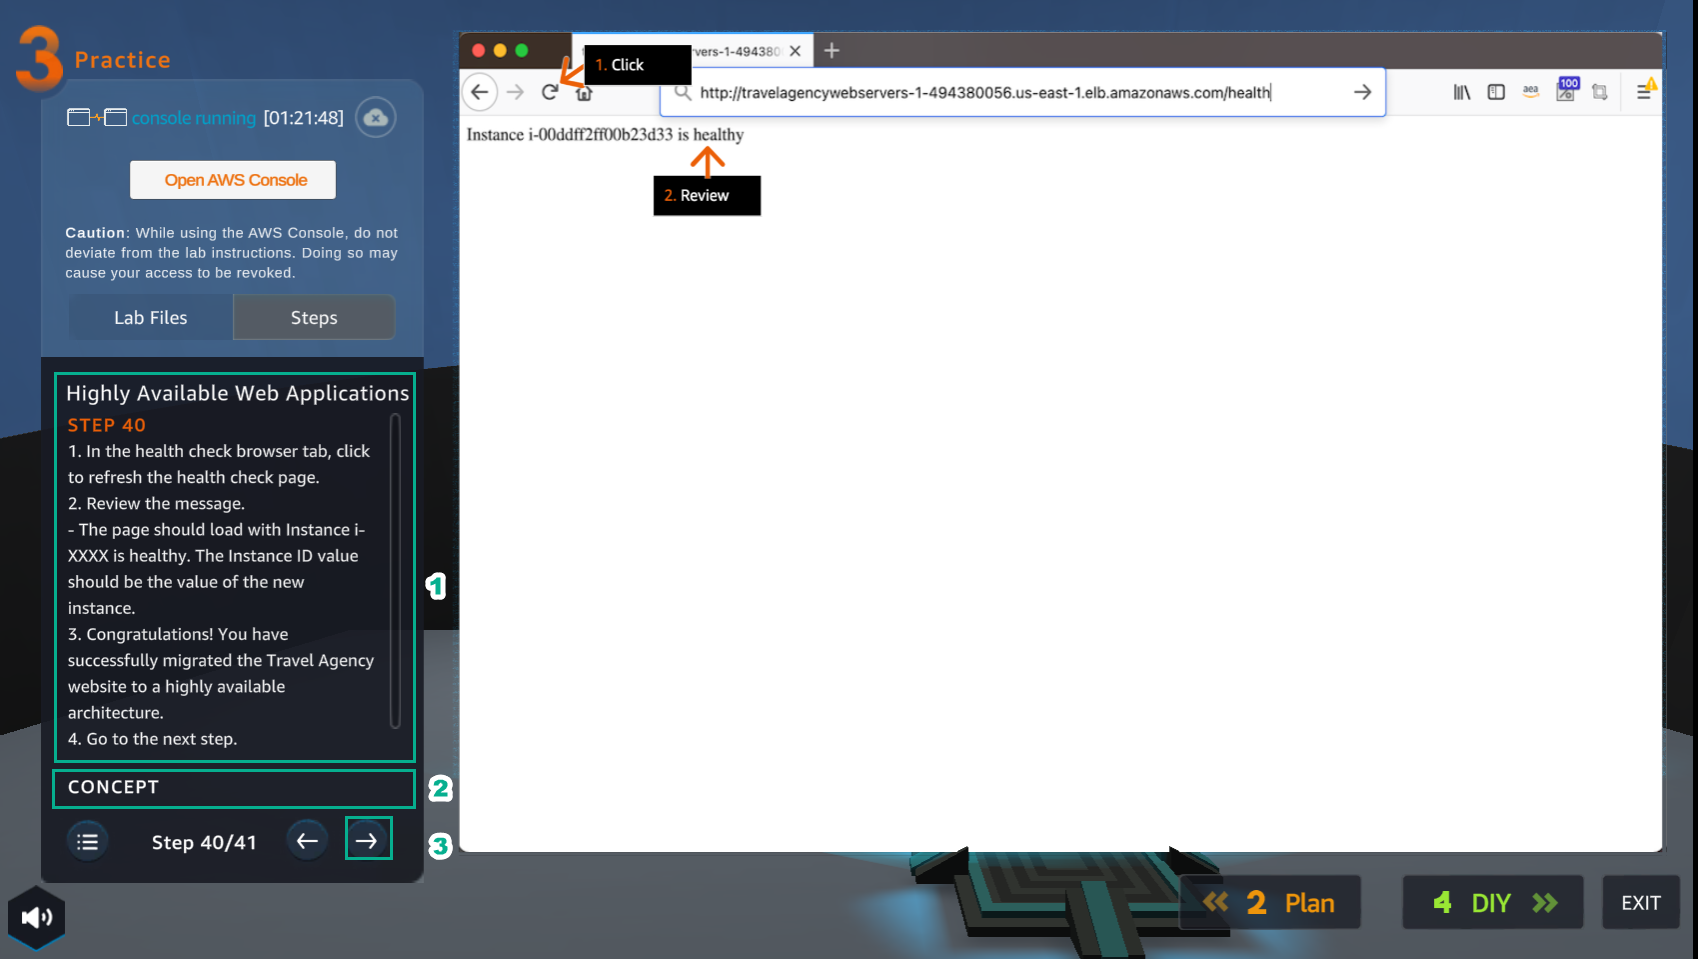 3 Practice
console running [01:21:48]
Open AWS Console
Caution: While using the AWS Console, do not
deviate from the lab instructions. Doing so may
cause your access to be revoked.
Lab Files
Steps
Highly Available Web Applications
STEP 40
1. In the health check browser tab, click
to refresh the health check page.
2. Review the message.
- The page should load with Instance i-
XXXX is healthy. The Instance ID value
should be the value of the new
instance.
3. Congratulations! You have
successfully migrated the Travel Agency
website to a highly available
architecture.
4. Go to the next step.
1
CONCEPT
2
Step 40/41
3
vers-1-494380
1. Click
http://travelagencywebservers-1-494380056.us-east-1.elb.amazonaws.com/health
aea
100
Instance i-00ddff2ff00b23d33 is healthy
2. Review
2 Plan
4 DIY
EXIT